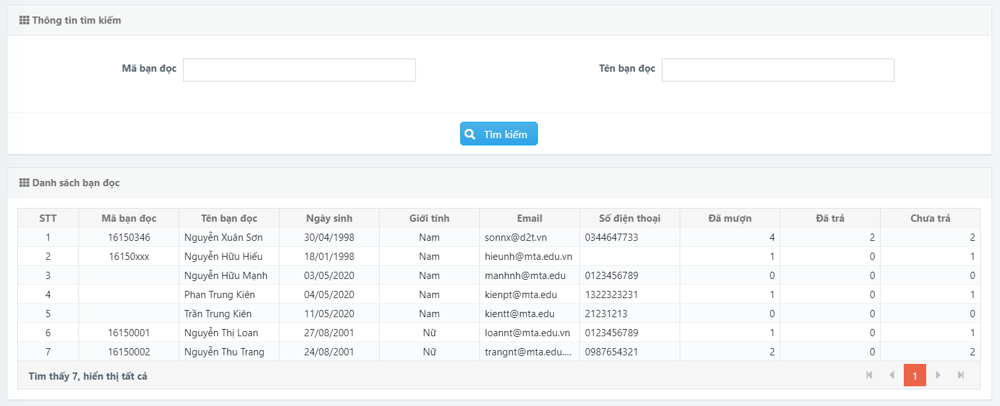 Thông tin tìm kiếm
Mã bạn đọc Tên bạn đọc
Tìm kiếm
Danh sách bạn đọc
STT Mã bạn đọc Tên bạn đọc Ngày sinh Giới tính Email Số điện thoại Đã mượn Đã trả Chưa trả
1 16150346 Nguyễn Xuân Sơn 30/04/1998 Nam sonnx@d2t.vn 0344647733 4 2 2
2 16150xxx Nguyễn Hữu Hiếu 18/01/1998 Nam hieunh@mta.edu.vn 1 0 1
3 Nguyễn Hữu Mạnh 03/05/2020 Nam manhnh@mta.edu 0123456789 0 0 0
4 Phan Trung Kiên 04/05/2020 Nam kienpt@mta.edu 1322323231 1 0 1
5 Trần Trung Kiên 11/05/2020 Nam kientt@mta.edu 21231213 0 0 0
6 16150001 Nguyễn Thị Loan 27/08/2001 Nữ loannt@mta.edu.vn 0123456789 1 0 1
7 16150002 Nguyễn Thu Trang 24/08/2001 Nữ trangnt@mta.edu.... 0987654321 2 0 2
Tìm thấy 7, hiển thị tất cả 1